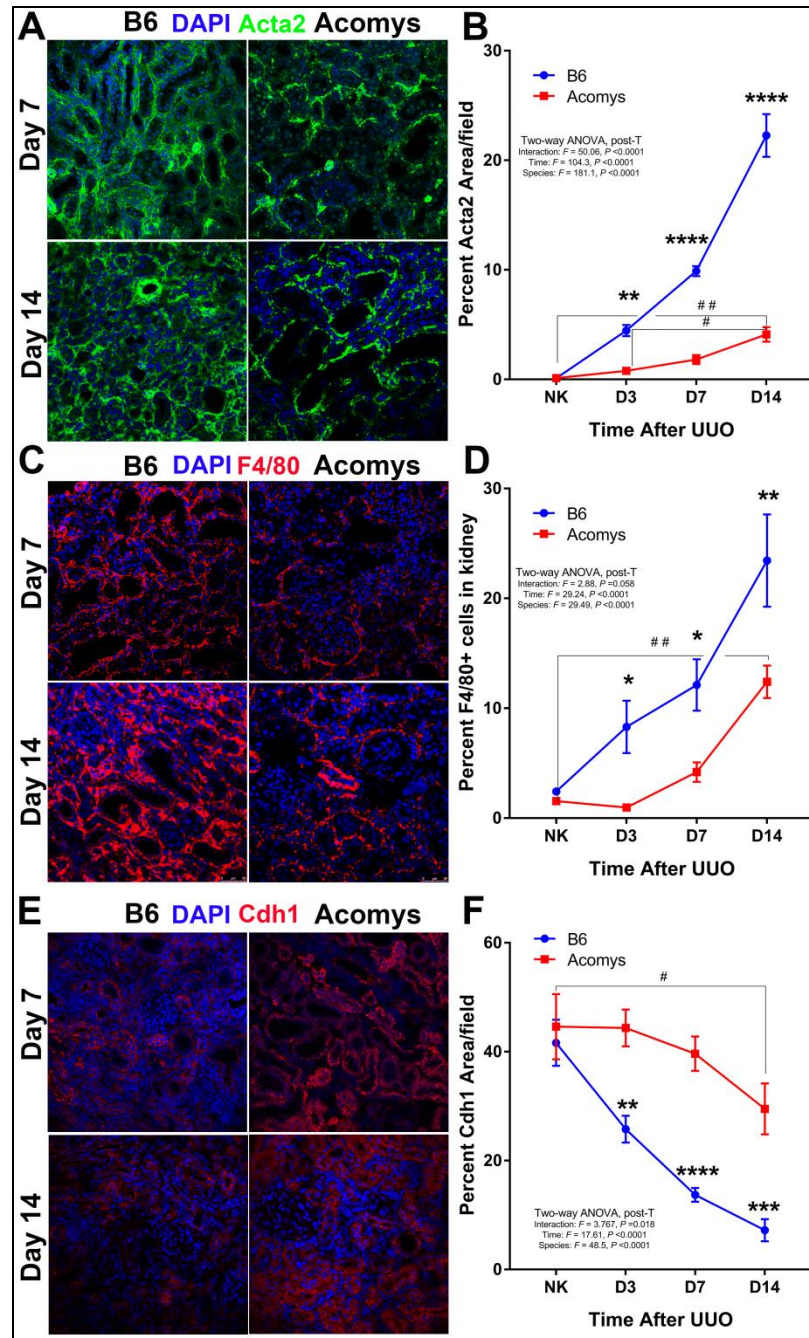 A
B6 DAPI Acta2 Acomys
Day 7
Day 14
B
30
20
10
0
Percent Acta2 Area/field
B6
Acomys
Two-way ANOVA, post-T
Interaction: F = 50.06, P <0.0001
Time: F = 104.3, P <0.0001
Species: F = 181.1, P <0.0001
**
****
****
# #
#
NK D3 D7 D14
Time After UUO
C
B6 DAPI F4/80 Acomys
Day 7
Day 14
D
30
20
10
0
Percent F4/80+ cells in kidney
B6
Acomys
Two-way ANOVA, post-T
Interaction: F = 2.88, P =0.058
Time: F = 29.24, P <0.0001
Species: F = 29.49, P <0.0001
*
*
**
# #
NK D3 D7 D14
Time After UUO
E
B6 DAPI Cdh1 Acomys
Day 7
Day 14
F
60
40
20
0
Percent Cdh1 Area/field
B6
Acomys
#
**
****
***
Two-way ANOVA, post-T
Interaction: F = 3.767, P =0.018
Time: F = 17.61, P <0.0001
Species: F = 48.5, P <0.0001
NK D3 D7 D14
Time After UUO